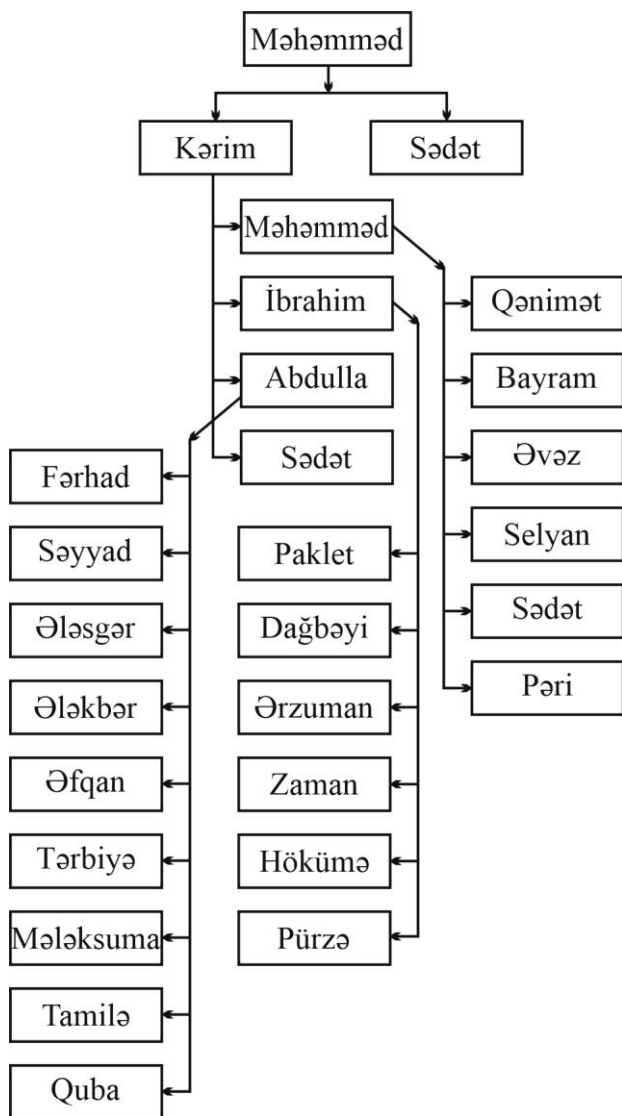 Məhəmməd
Kərim
Sədət
Məhəmməd
İbrahim
Abdulla
Sədət
Qənimət
Bayram
Əvəz
Selyan
Sədət
Pəri
Paklet
Dağbəyi
Ərzuman
Zaman
Hökümə
Pürzə
Fərhad
Səyyad
Ələsgər
Ələkbər
Əfqan
Tərbiyə
Mələksuma
Tamilə
Quba